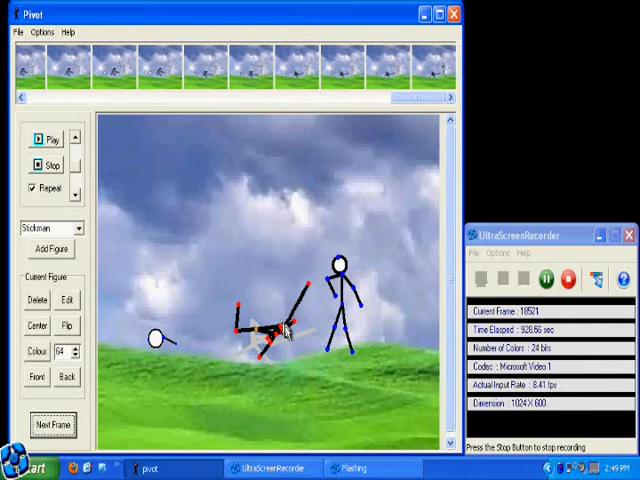 Pivot
File Options Help
Play
Stop
Repeat
Stickman
Add Figure
Current Figure
Delete Edit
Center Flip
Colour 64
Front Back
Next Frame
UltraScreenRecorder
File Options Help
Current Frame : 18521
Time Elapsed : 928.66 sec
Number of Colors : 24 bits
Codec : Microsoft Video 1
Actual Input Rate : 8.41 fps
Dimension : 1024 X 600
Press the Stop Button to stop recording
start pivot UltraScreenRecorder Flashing 2:49 PM